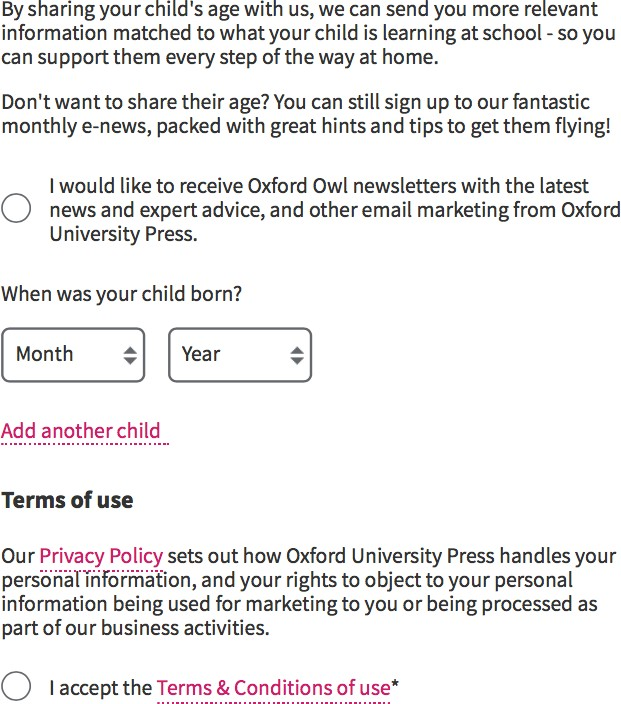 By sharing your child's age with us, we can send you more relevant
information matched to what your child is learning at school - so you
can support them every step of the way at home.
Don't want to share their age? You can still sign up to our fantastic
monthly e-news, packed with great hints and tips to get them flying!
I would like to receive Oxford Owl newsletters with the latest
news and expert advice, and other email marketing from Oxford
University Press.
When was your child born?
Month Year
Add another child
Terms of use
Our Privacy Policy sets out how Oxford University Press handles your
personal information, and your rights to object to your personal
information being used for marketing to you or being processed as
part of our business activities.
I accept the Terms & Conditions of use*